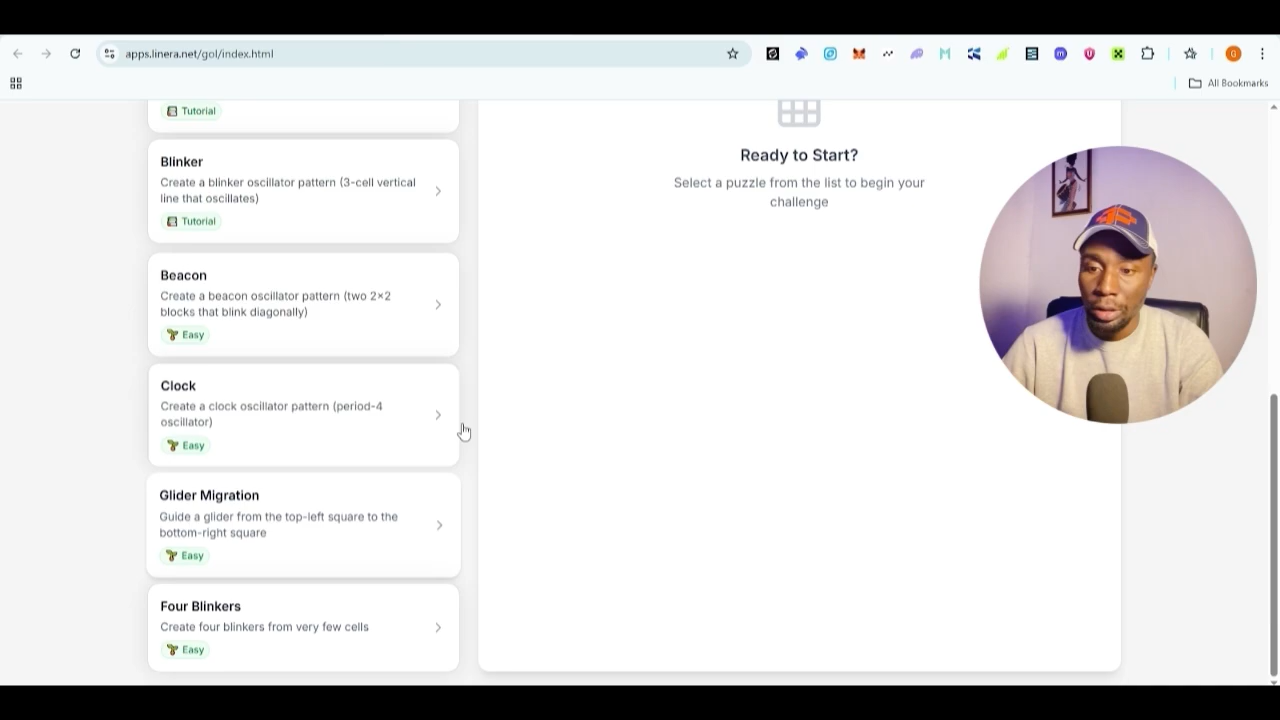 apps.linera.net/gol/index.html
All Bookmarks
Tutorial
Blinker
Create a blinker oscillator pattern (3-cell vertical
line that oscillates)
Tutorial
Beacon
Create a beacon oscillator pattern (two 2×2
blocks that blink diagonally)
Easy
Clock
Create a clock oscillator pattern (period-4
oscillator)
Easy
Glider Migration
Guide a glider from the top-left square to the
bottom-right square
Easy
Four Blinkers
Create four blinkers from very few cells
Easy
Ready to Start?
Select a puzzle from the list to begin your
challenge